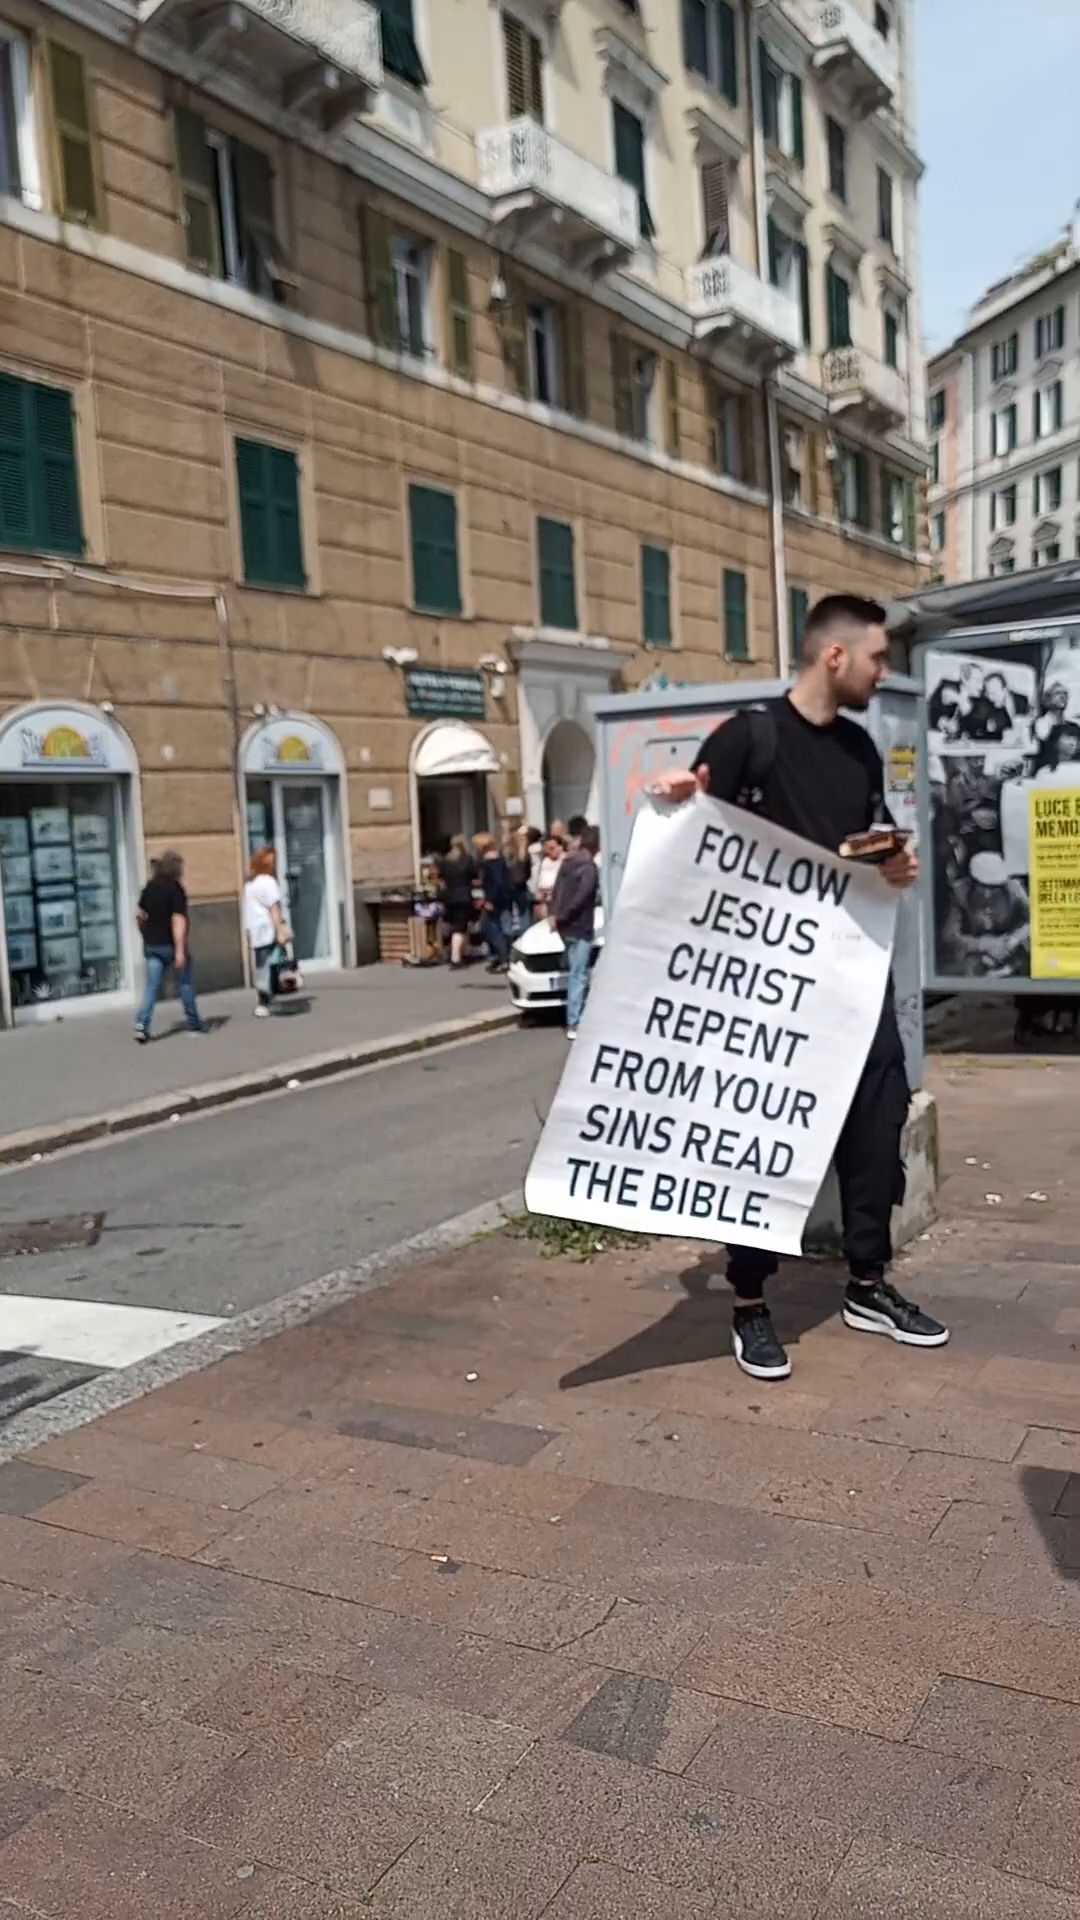 FOLLOW
JESUS
CHRIST
REPENT
FROM YOUR
SINS READ
THE BIBLE.
LUCE
MEMO